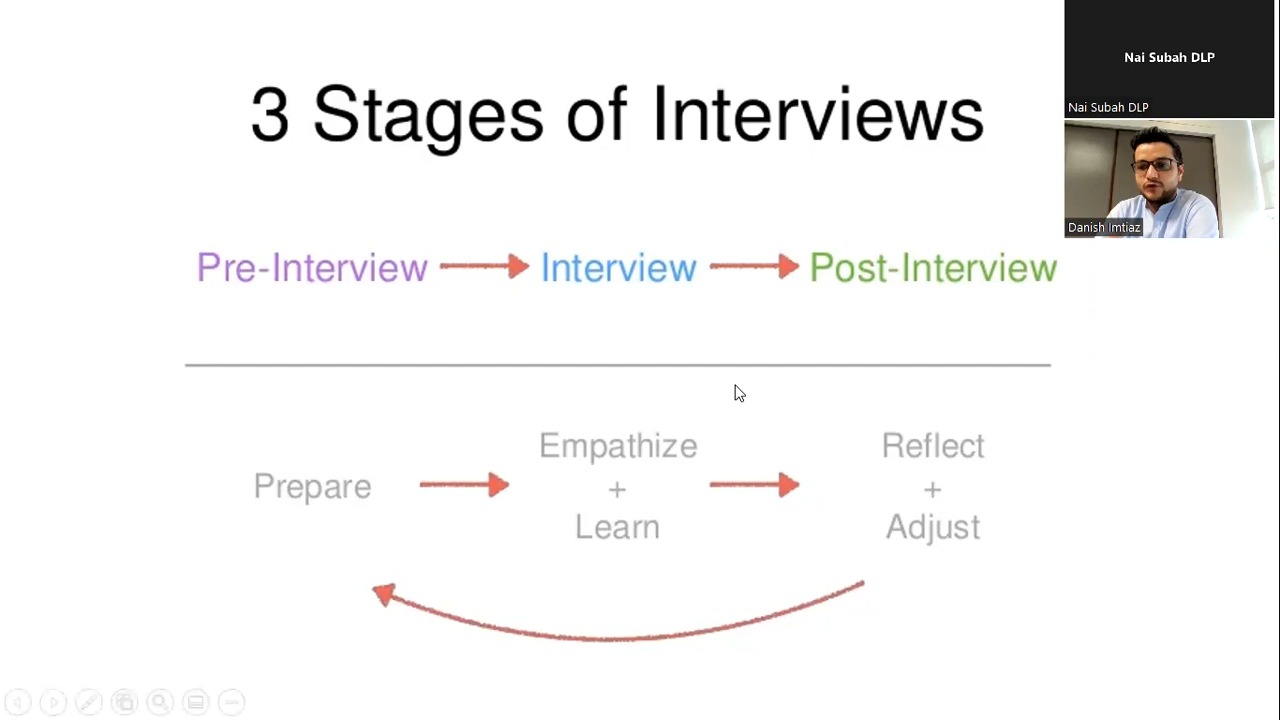 3 Stages of Interviews
Pre-Interview Interview Post-Interview
Prepare
Empathize
+
Learn
Reflect
+
Adjust
Nai Subah DLP
Nai Subah DLP
Danish Imtiaz